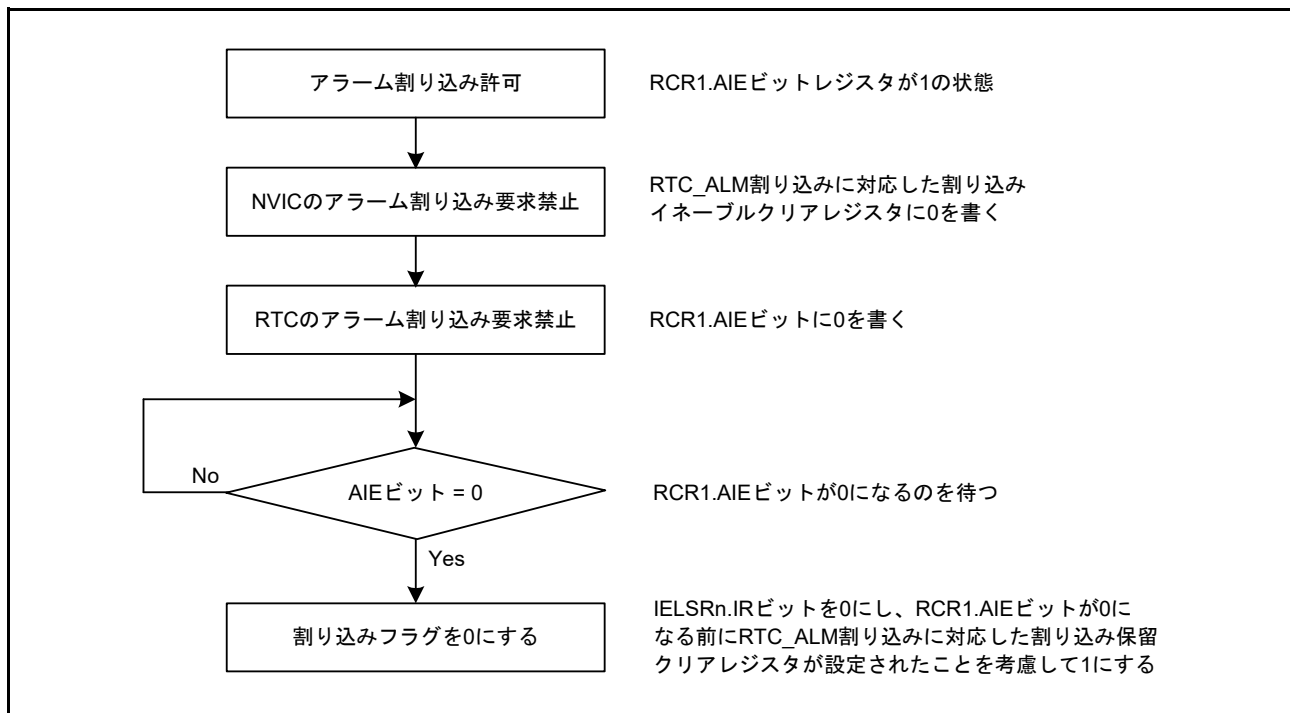 アラーム割り込み許可
RCR1.AIEビットレジスタが1の状態
NVICのアラーム割り込み要求禁止
RTC_ALM割り込みに対応した割り込み
イネーブルクリアレジスタに0を書く
RTCのアラーム割り込み要求禁止
RCR1.AIEビットに0を書く
No
AIEビット = 0
RCR1.AIEビットが0になるのを待つ
Yes
割り込みフラグを0にする
IELSRn.IRビットを0にし、RCR1.AIEビットが0に
なる前にRTC_ALM割り込みに対応した割り込み保留
クリアレジスタが設定されたことを考慮して1にする